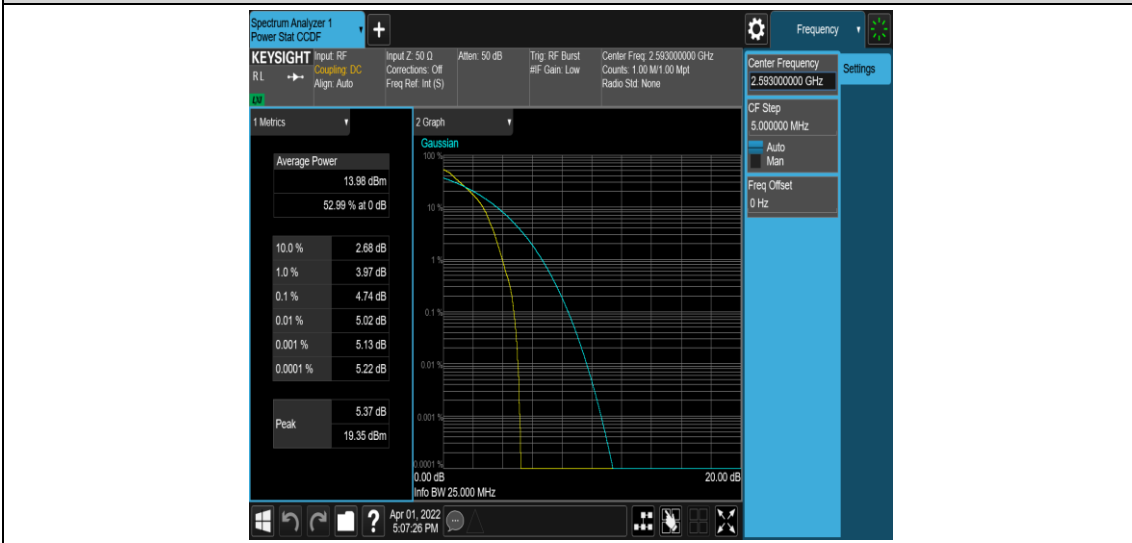 Spectrum Analyzer 1
Power Stat CCDF
+
Frequency
KEYSIGHT
RL
LXI
Input: RF
Coupling: DC
Align: Auto
Input Z: 50 Ω
Corrections: Off
Freq Ref: Int (S)
Atten: 50 dB
Trig: RF Burst
#IF Gain: Low
Center Freq: 2.593000000 GHz
Counts: 1.00 M/1.00 Mpt
Radio Std: None
Center Frequency
2.593000000 GHz
Settings
CF Step
5.000000 MHz
Auto
Man
Freq Offset
0 Hz
1 Metrics
Average Power
13.98 dBm
52.99 % at 0 dB
10.0 % 2.68 dB
1.0 % 3.97 dB
0.1 % 4.74 dB
0.01 % 5.02 dB
0.001 % 5.13 dB
0.0001 % 5.22 dB
Peak
5.37 dB
19.35 dBm
2 Graph
Gaussian
100 %
10 %
1 %
0.1 %
0.01 %
0.001 %
0.0001 %
0.00 dB 20.00 dB
Info BW 25.000 MHz
?
Apr 01, 2022
5:07:26 PM